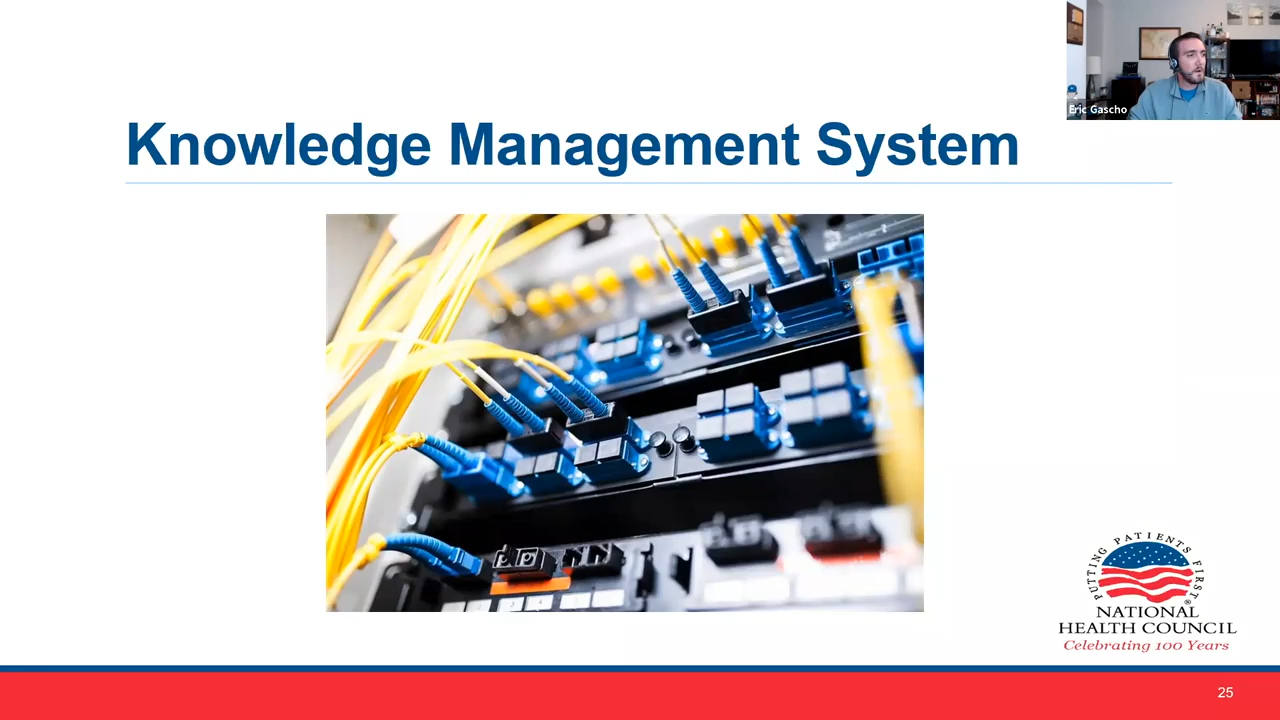 Eric Gascho
Knowledge Management System
PUTTING PATIENTS FIRST
®
NATIONAL
HEALTH COUNCIL
Celebrating 100 Years
25